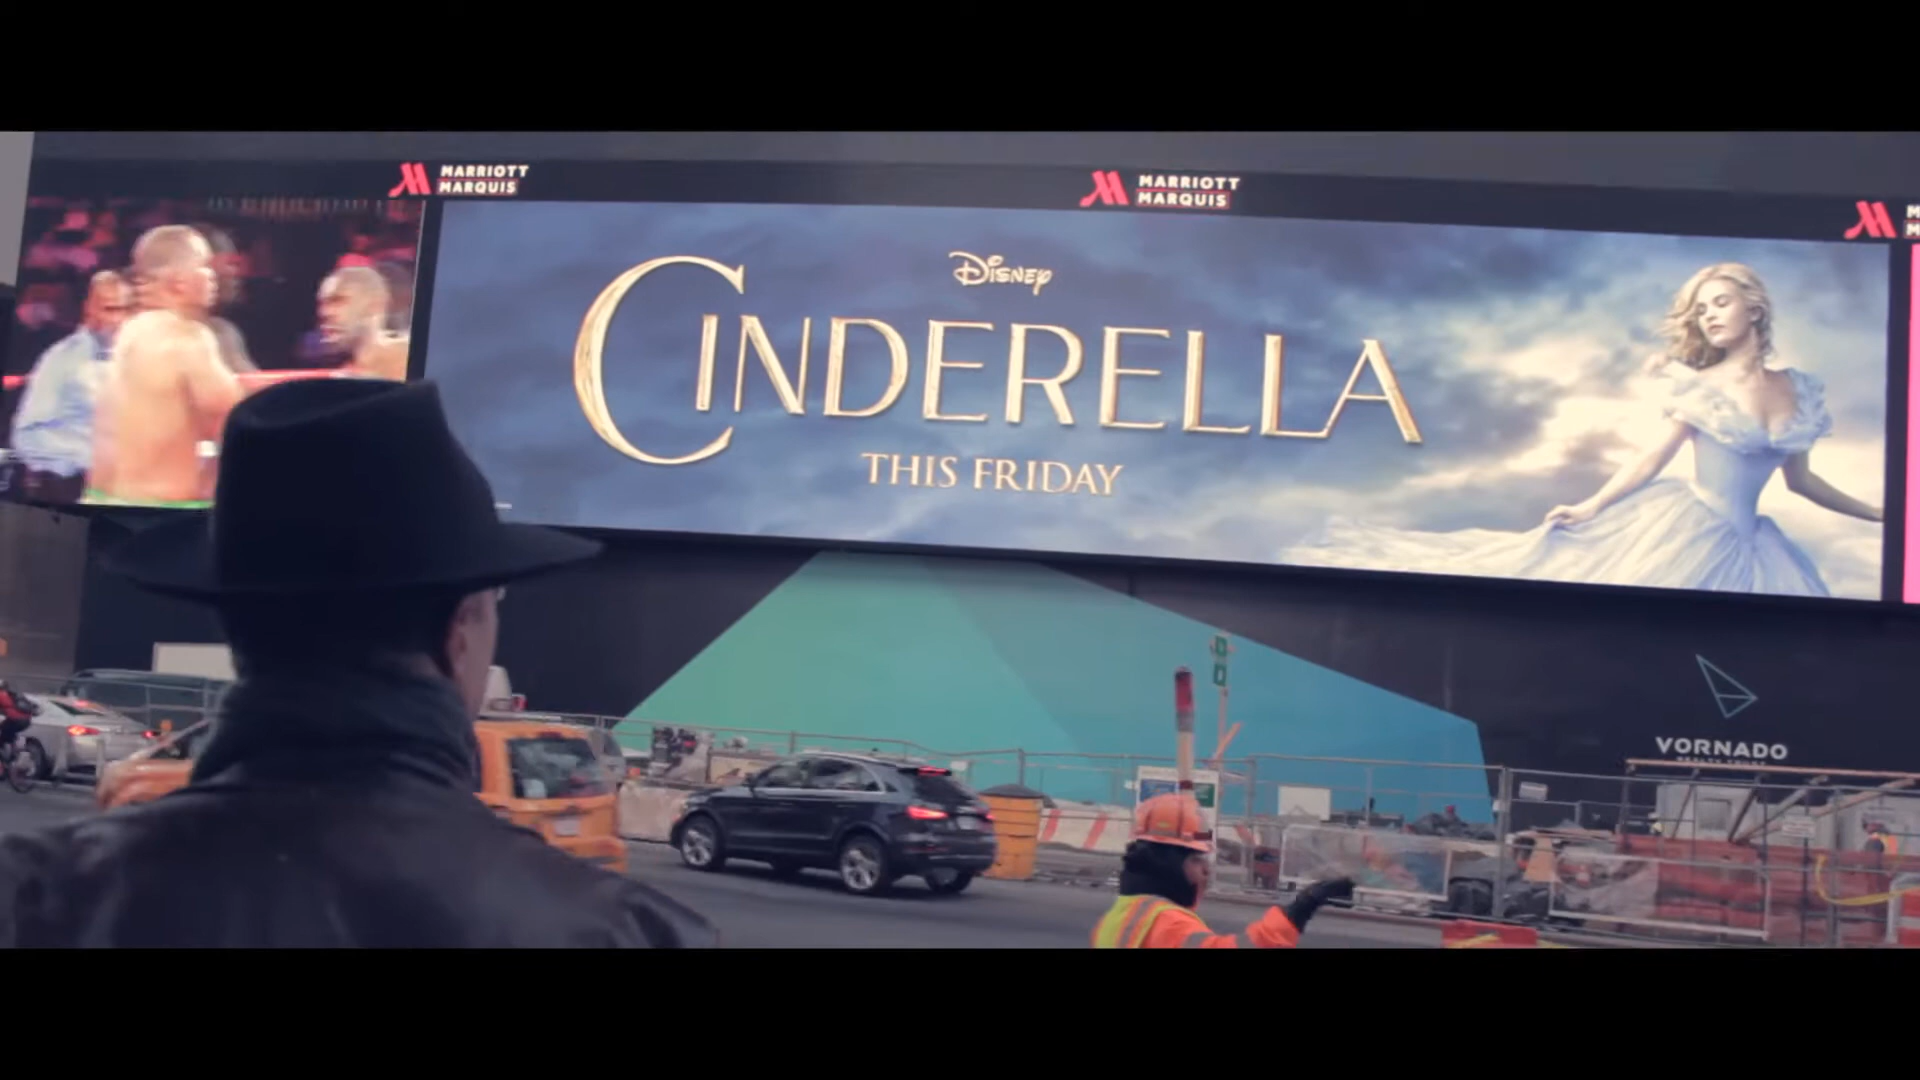 MARRIOTT
MARQUIS
MARRIOTT
MARQUIS
Disney
CINDERELLA
THIS FRIDAY
VORNADO